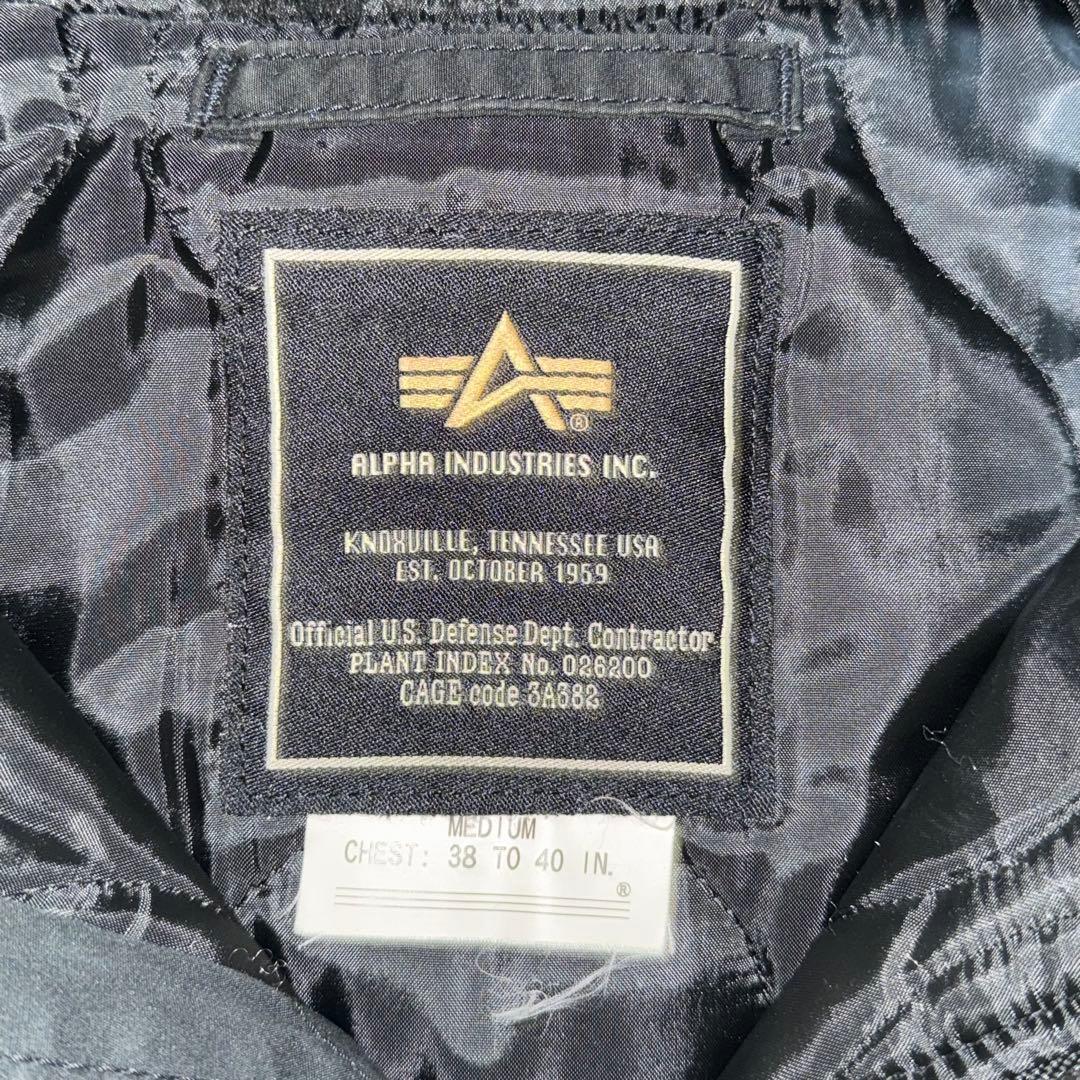 ®
ALPHA INDUSTRIES INC.
KNOXVILLE, TENNESSEE USA
EST. OCTOBER 1959
Official U.S. Defense Dept. Contractor
PLANT INDEX No. 026200
CAGE code 3A382
MEDIUM
CHEST: 38 TO 40 IN.
®